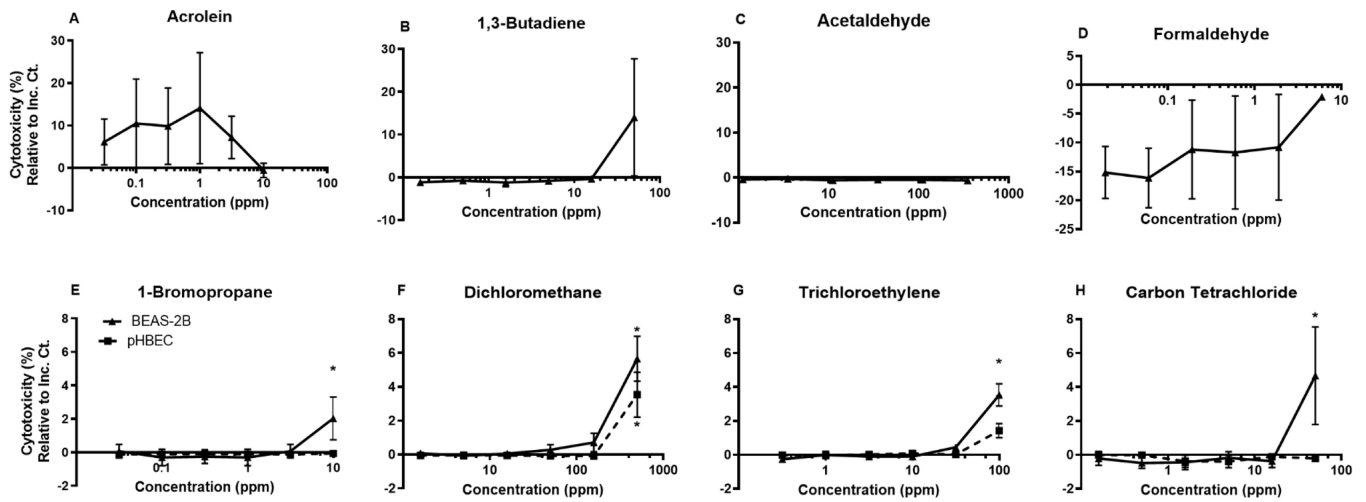 A
Acrolein
Cytotoxicity (%)
Relative to Inc. Ct.
30
20
10
0
-10
0.1
1
10
100
Concentration (ppm)
B
1,3-Butadiene
30
20
10
0
-10
1
10
100
Concentration (ppm)
C
Acetaldehyde
30
20
10
0
-10
10
100
1000
Concentration (ppm)
D
Formaldehyde
0
-5
-10
-15
-20
-25
0.1
1
10
Concentration (ppm)
E
1-Bromopropane
BEAS-2B
pHBEC
Cytotoxicity (%)
Relative to Inc. Ct.
8
6
4
2
0
-2
*
0.1
1
10
Concentration (ppm)
F
Dichloromethane
8
6
4
2
0
-2
*
*
10
100
1000
Concentration (ppm)
G
Trichloroethylene
8
6
4
2
0
-2
*
1
10
100
Concentration (ppm)
H
Carbon Tetrachloride
8
6
4
2
0
-2
*
1
10
100
Concentration (ppm)